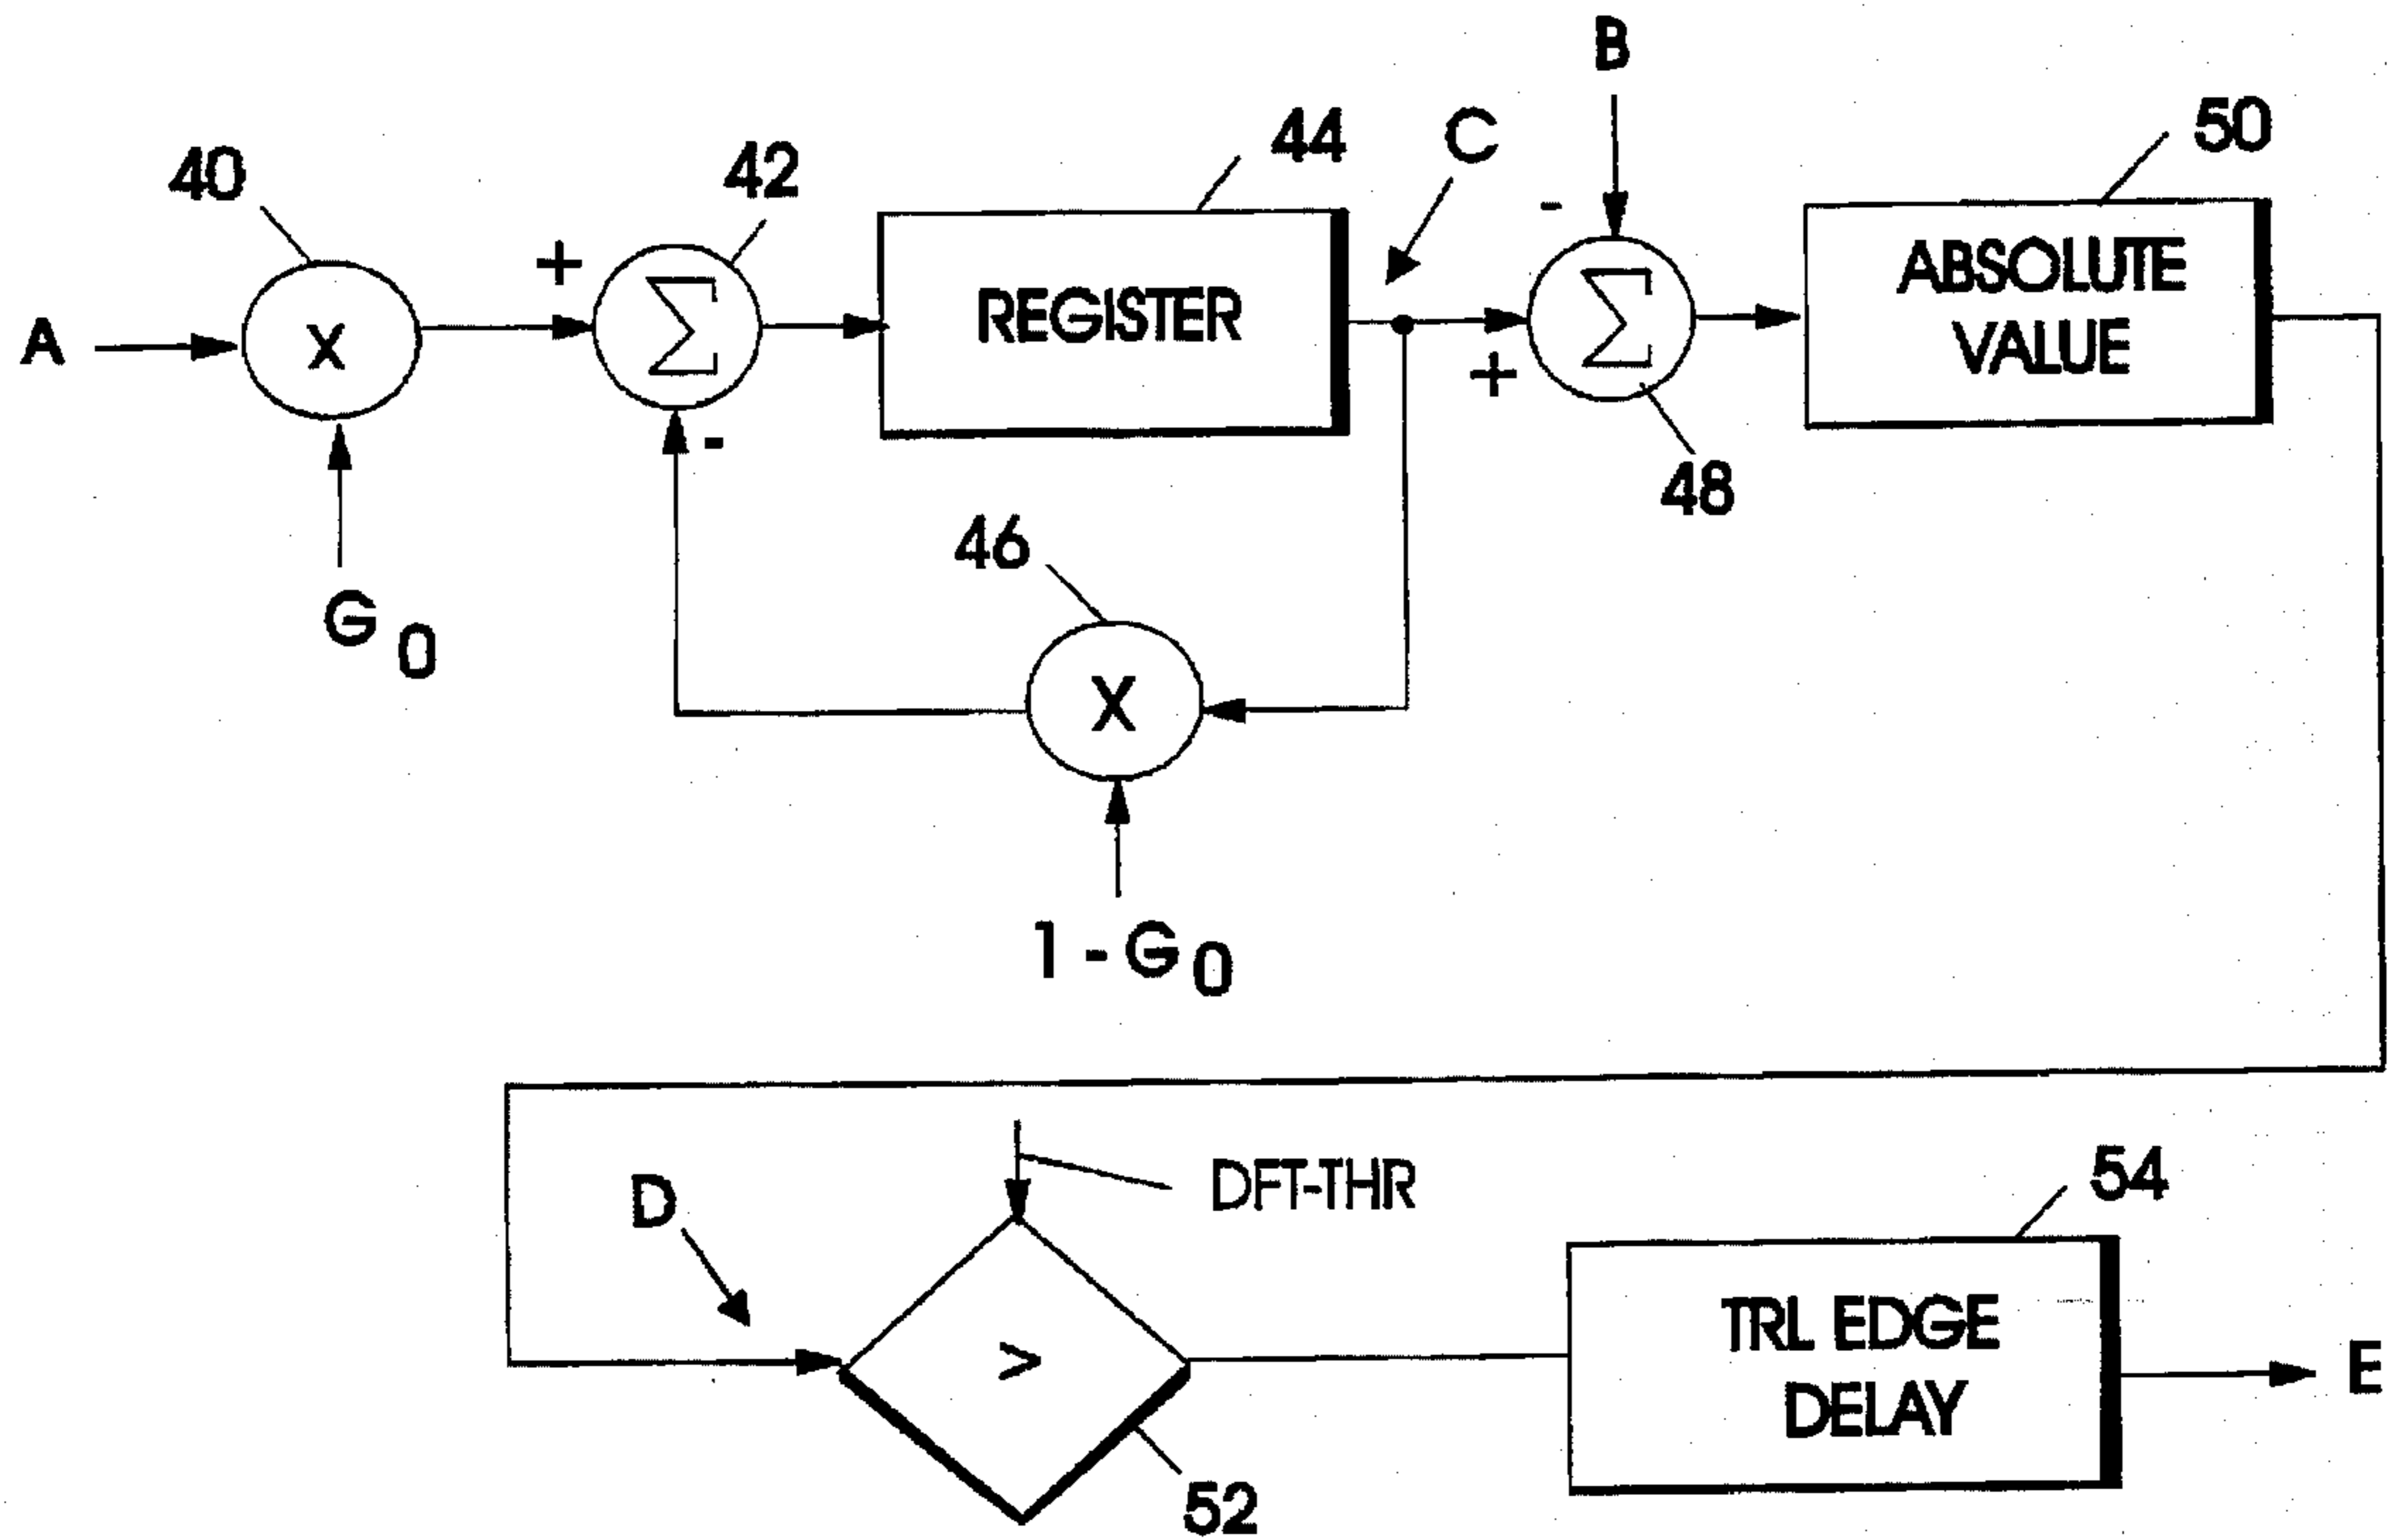 B
50
44
C
42
40
-
ABSOLUTE
VALUE
+
Σ
REGISTER
Σ
A
X
+
-
48
46
G0
X
1 - G0
54
DFT-THR
D
TRL EDGE
DELAY
>
E
52